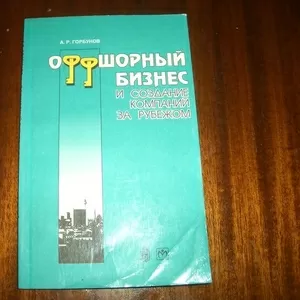 А. Р. ГОРБУНОВ
ОФФШОРНЫЙ
БИЗНЕС
И СОЗДАНИЕ
КОМПАНИЙ
ЗА РУБЕЖОМ